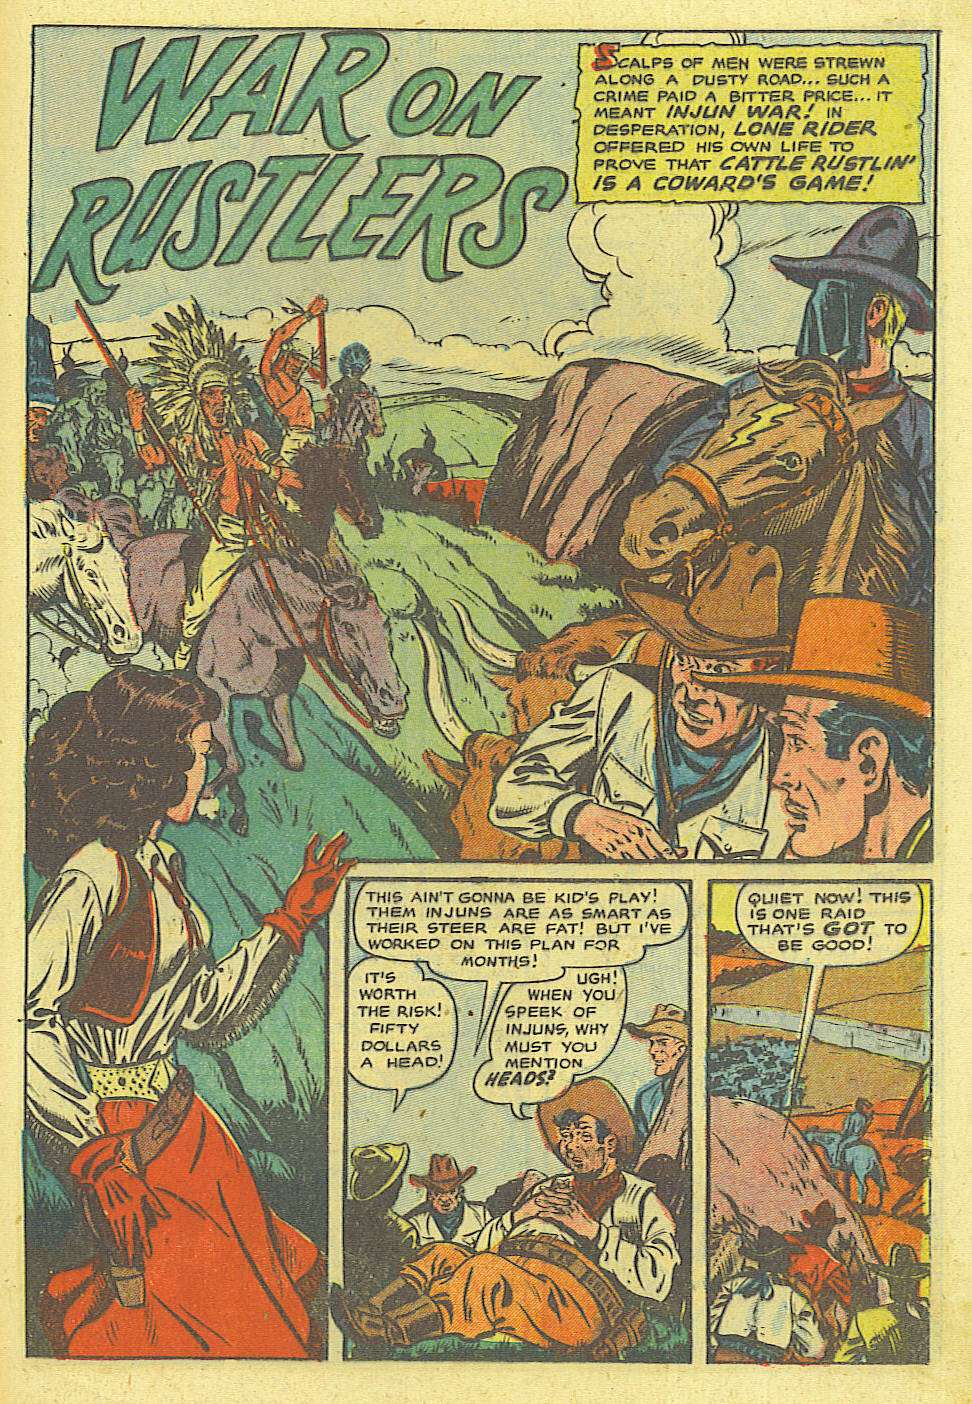 WAR ON
RUSTLERS
SCALPS OF MEN WERE STREWN
ALONG A DUSTY ROAD... SUCH A
CRIME PAID A BITTER PRICE... IT
MEANT INJUN WAR! IN
DESPERATION, LONE RIDER
OFFERED HIS OWN LIFE TO
PROVE THAT CATTLE RUSTLIN'
IS A COWARD'S GAME!
THIS AIN'T GONNA BE KID'S PLAY!
THEM INJUNS ARE AS SMART AS
THEIR STEER ARE FAT! BUT I'VE
WORKED ON THIS PLAN FOR
MONTHS!
IT'S
WORTH
THE RISK!
FIFTY
DOLLARS
A HEAD!
UGH!
WHEN YOU
SPEEK OF
INJUNS, WHY
MUST YOU
MENTION
HEADS?
QUIET NOW! THIS
IS ONE RAID
THAT'S GOT TO
BE GOOD!